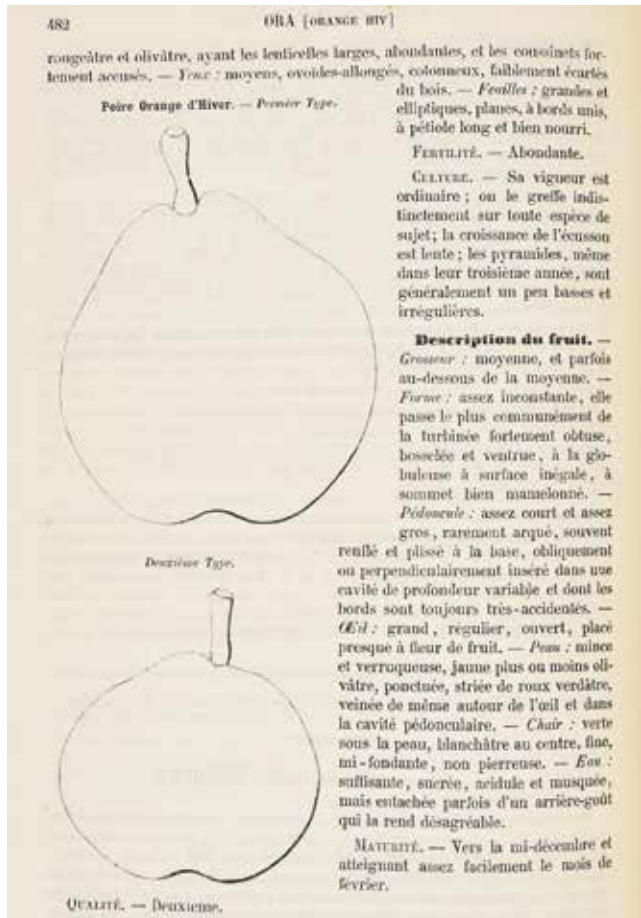 482 ORA [ORANGE HIV]
rougeâtre et olivâtre, ayant les lenticelles larges, abondantes, et les coussinets for-
tement accusés. — Yeux : moyens, ovoïdes-allongés, cotonneux, faiblement écartés
du bois. — Feuilles : grandes et
elliptiques, planes, à bords unis,
à pétiole long et bien nourri.
Poire Orange d'Hiver. — Premier Type.
FERTILITÉ. — Abondante.
CULTURE. — Sa vigueur est
ordinaire ; on le greffe indis-
tinctement sur toute espèce de
sujet ; la croissance de l'écusson
est lente ; les pyramides, même
dans leur troisième année, sont
généralement un peu basses et
irrégulières.
Description du fruit. —
Grosseur : moyenne, et parfois
au-dessous de la moyenne. —
Forme : assez inconstante, elle
passe le plus communément de
la turbinée fortement obtuse,
bosselée et ventrue, à la glo-
buleuse à surface inégale, à
sommet bien mamelonné. —
Pédoncule : assez court et assez
gros, rarement arqué, souvent
renflé et plissé à la base, obliquement
ou perpendiculairement inséré dans une
cavité de profondeur variable et dont les
bords sont toujours très-accidentés. —
Œil : grand, régulier, ouvert, placé
presque à fleur de fruit. — Peau : mince
et verruqueuse, jaune plus ou moins oli-
vâtre, ponctuée, striée de roux verdâtre,
veinée de même autour de l'œil et dans
la cavité pédonculaire. — Chair : verte
sous la peau, blanchâtre au centre, fine,
mi-fondante, non pierreuse. — Eau :
suffisante, sucrée, acidule et musquée,
mais entachée parfois d'un arrière-goût
qui la rend désagréable.
Deuxième Type.
MATURITÉ. — Vers la mi-décembre et
atteignant assez facilement le mois de
février.
QUALITÉ. — Deuxième.